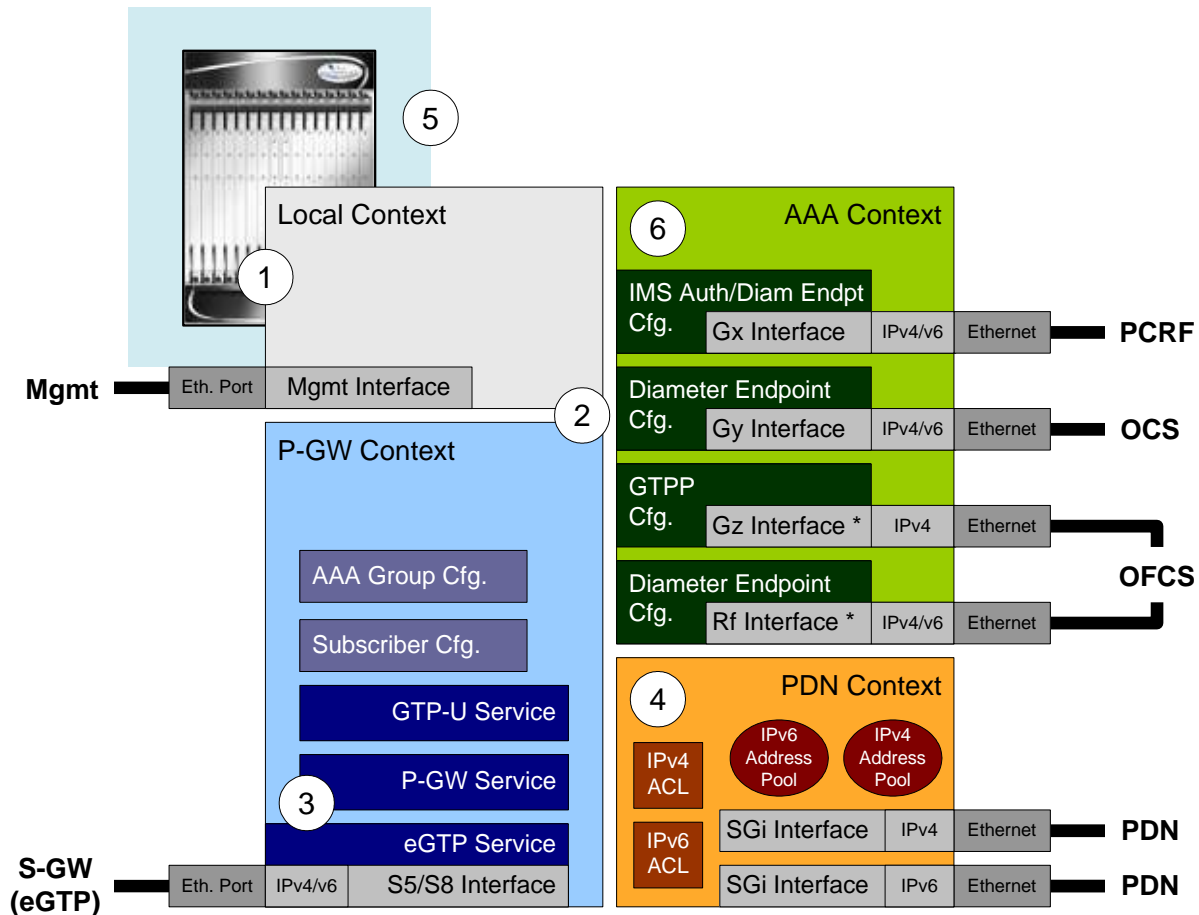 5
Local Context
1
Mgmt
Eth. Port
Mgmt Interface
2
P-GW Context
AAA Group Cfg.
Subscriber Cfg.
GTP-U Service
P-GW Service
3
eGTP Service
S-GW
(eGTP)
Eth. Port
IPv4/v6
S5/S8 Interface
6
AAA Context
IMS Auth/Diam Endpt
Cfg.
Gx Interface
IPv4/v6
Ethernet
PCRF
Diameter Endpoint
Cfg.
Gy Interface
IPv4/v6
Ethernet
OCS
GTPP
Cfg.
Gz Interface *
IPv4
Ethernet
OFCS
Diameter Endpoint
Cfg.
Rf Interface *
IPv4/v6
Ethernet
4
PDN Context
IPv4
ACL
IPv6
Address
Pool
IPv4
Address
Pool
IPv6
ACL
SGi Interface
IPv4
Ethernet
PDN
SGi Interface
IPv6
Ethernet
PDN